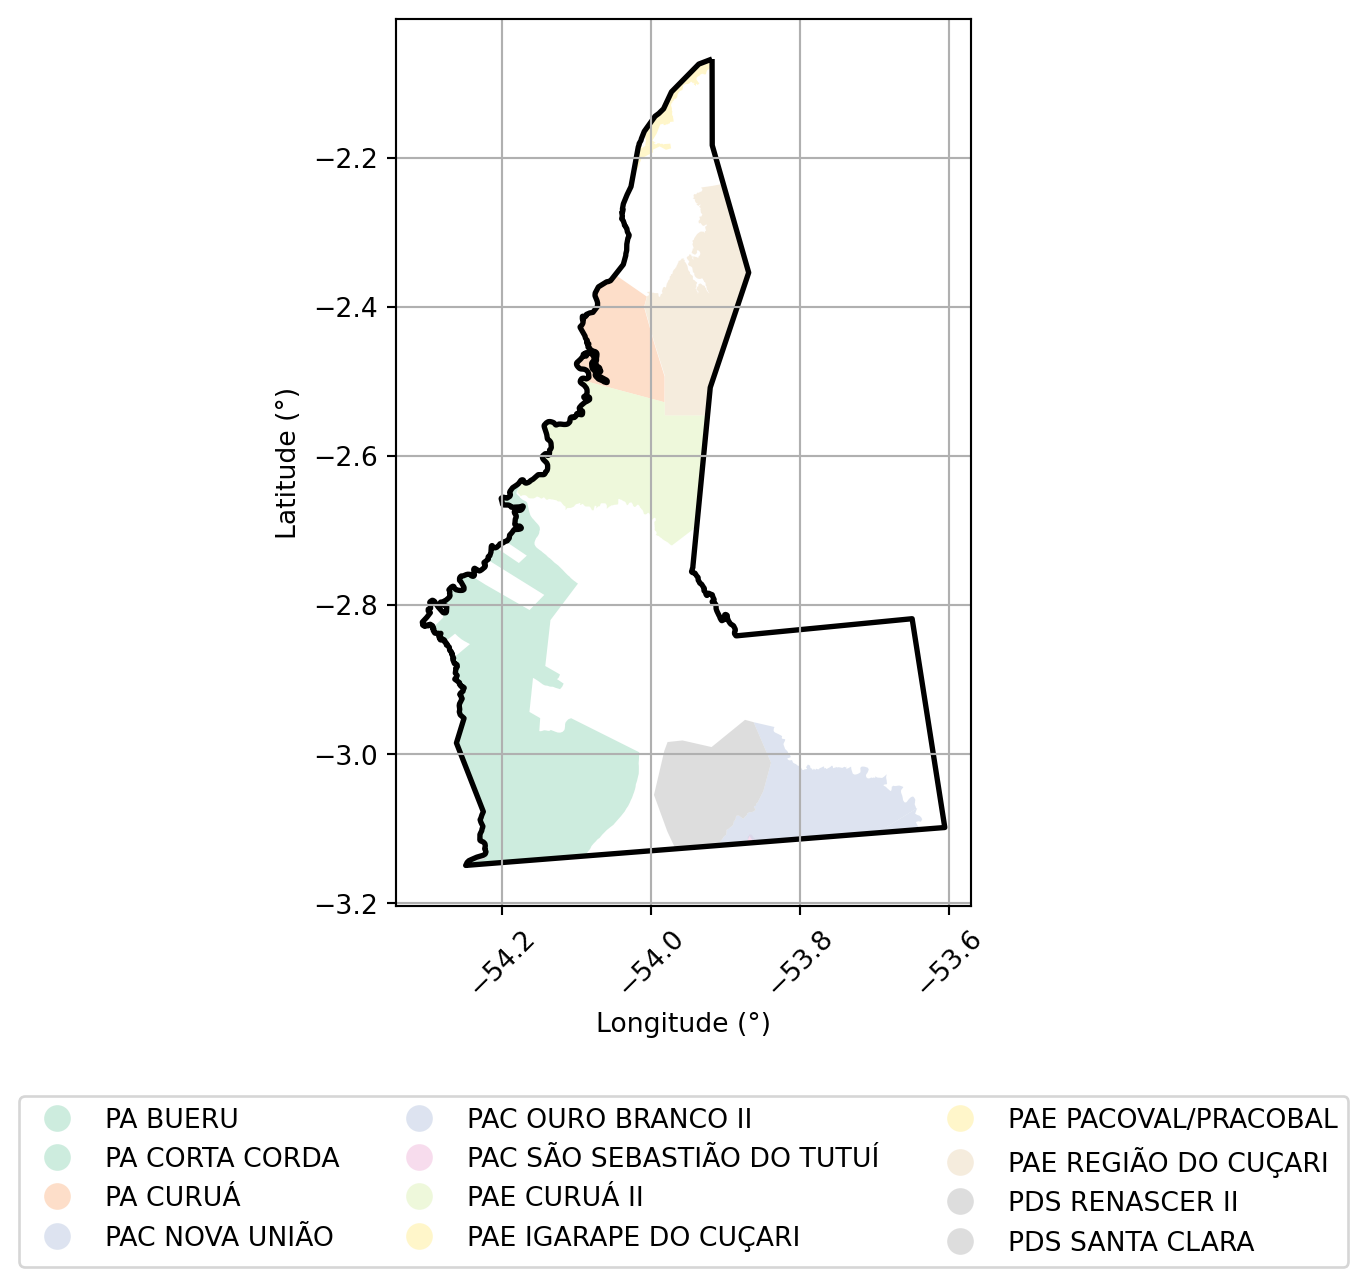 −2.2
−2.4
−2.6
−2.8
−3.0
−3.2
Latitude (°)
−54.2
−54.0
−53.8
−53.6
Longitude (°)
PA BUERU
PA CORTA CORDA
PA CURUÁ
PAC NOVA UNIÃO
PAC OURO BRANCO II
PAC SÃO SEBASTIÃO DO TUTUÍ
PAE CURUÁ II
PAE IGARAPE DO CUÇARI
PAE PACOVAL/PRACOBAL
PAE REGIÃO DO CUÇARI
PDS RENASCER II
PDS SANTA CLARA